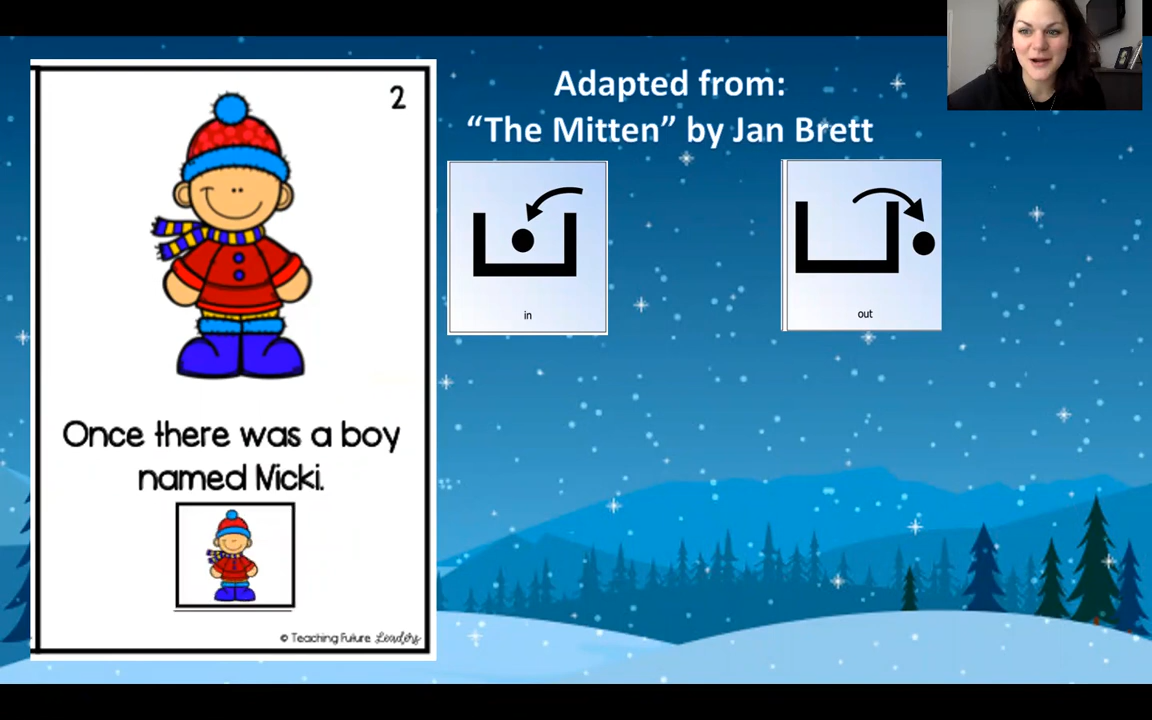 2
Once there was a boy
named Nicki.
© Teaching Future Leaders
Adapted from:
“The Mitten” by Jan Brett
in
out